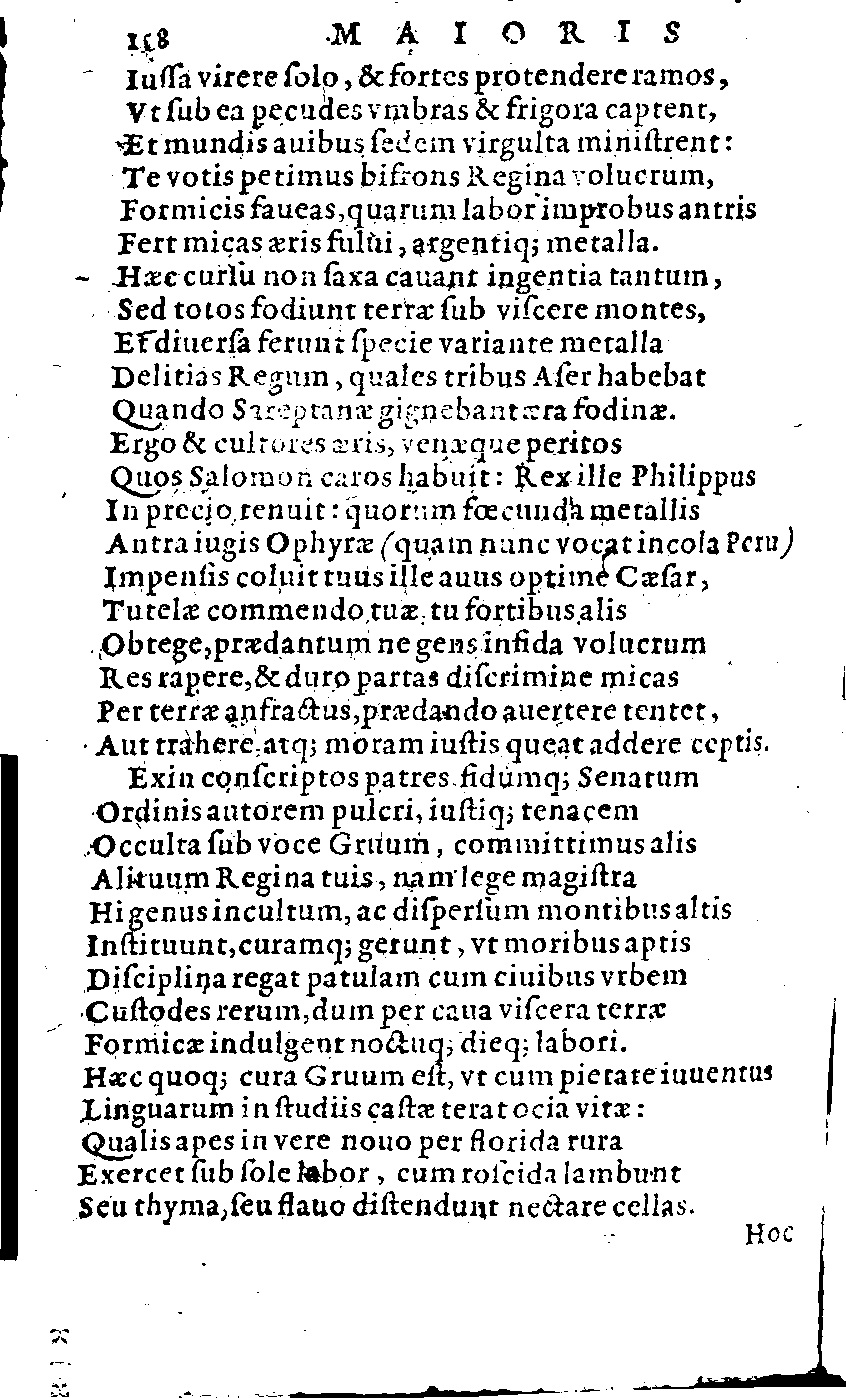 158 MAIORIS
Iuſſa virere ſolo, & fortes protendere ramos,
Vt ſub ea pecudes vmbras & frigora captent,
Et mundis auibus ſedem virgulta miniſtrent:
Te votis petimus bifrons Regina volucrum,
Formicis faueas, quarum labor improbus antris
Fert micas æris fului, argentiq; metalla.
Hæc curſu non ſaxa cauant ingentia tantum,
Sed totos fodiunt terræ ſub viſcere montes,
Et diuerſa ferunt ſpecie variante metalla
Delitias Regum, quales tribus Aſer habebat
Quando Sareptanæ gignebant æra fodinæ.
Ergo & cultores æris, venæque peritos
Quos Salomon caros habuit: Rex ille Philippus
In precio tenuit: quorum fœcunda metallis
Antra iugis Ophyræ (quam nunc vocat incola Peru)
Impenſis coluit tuus ille auus optime Cæſar,
Tutelæ commendo tuæ, tu fortibus alis
Obtege, prædantum ne gens infida volucrum
Res rapere, & duro partas diſcrimine micas
Per terræ anfractus, prædando auertere tentet,
Aut trahere, atq; moram iuſtis queat addere ceptis.
Exin conſcriptos patres fidumq; Senatum
Ordinis autorem pulcri, iuſtiq; tenacem
Occulta ſub voce Gruum, committimus alis
Alituum Regina tuis, nam lege magiſtra
Hi genus incultum, ac diſperſum montibus altis
Inſtituunt, curamq; gerunt, vt moribus aptis
Diſciplina regat patulam cum ciuibus vrbem
Cuſtodes rerum, dum per caua viſcera terræ
Formicæ indulgent noctuq; dieq; labori.
Hæc quoq; cura Gruum eſt, vt cum pietate iuuentus
Linguarum in ſtudiis caſtæ terat ocia vitæ:
Qualis apes in vere nouo per florida rura
Exercet ſub ſole labor, cum roſcida lambunt
Seu thyma, ſeu flauo diſtendunt nectare cellas.
Hoc